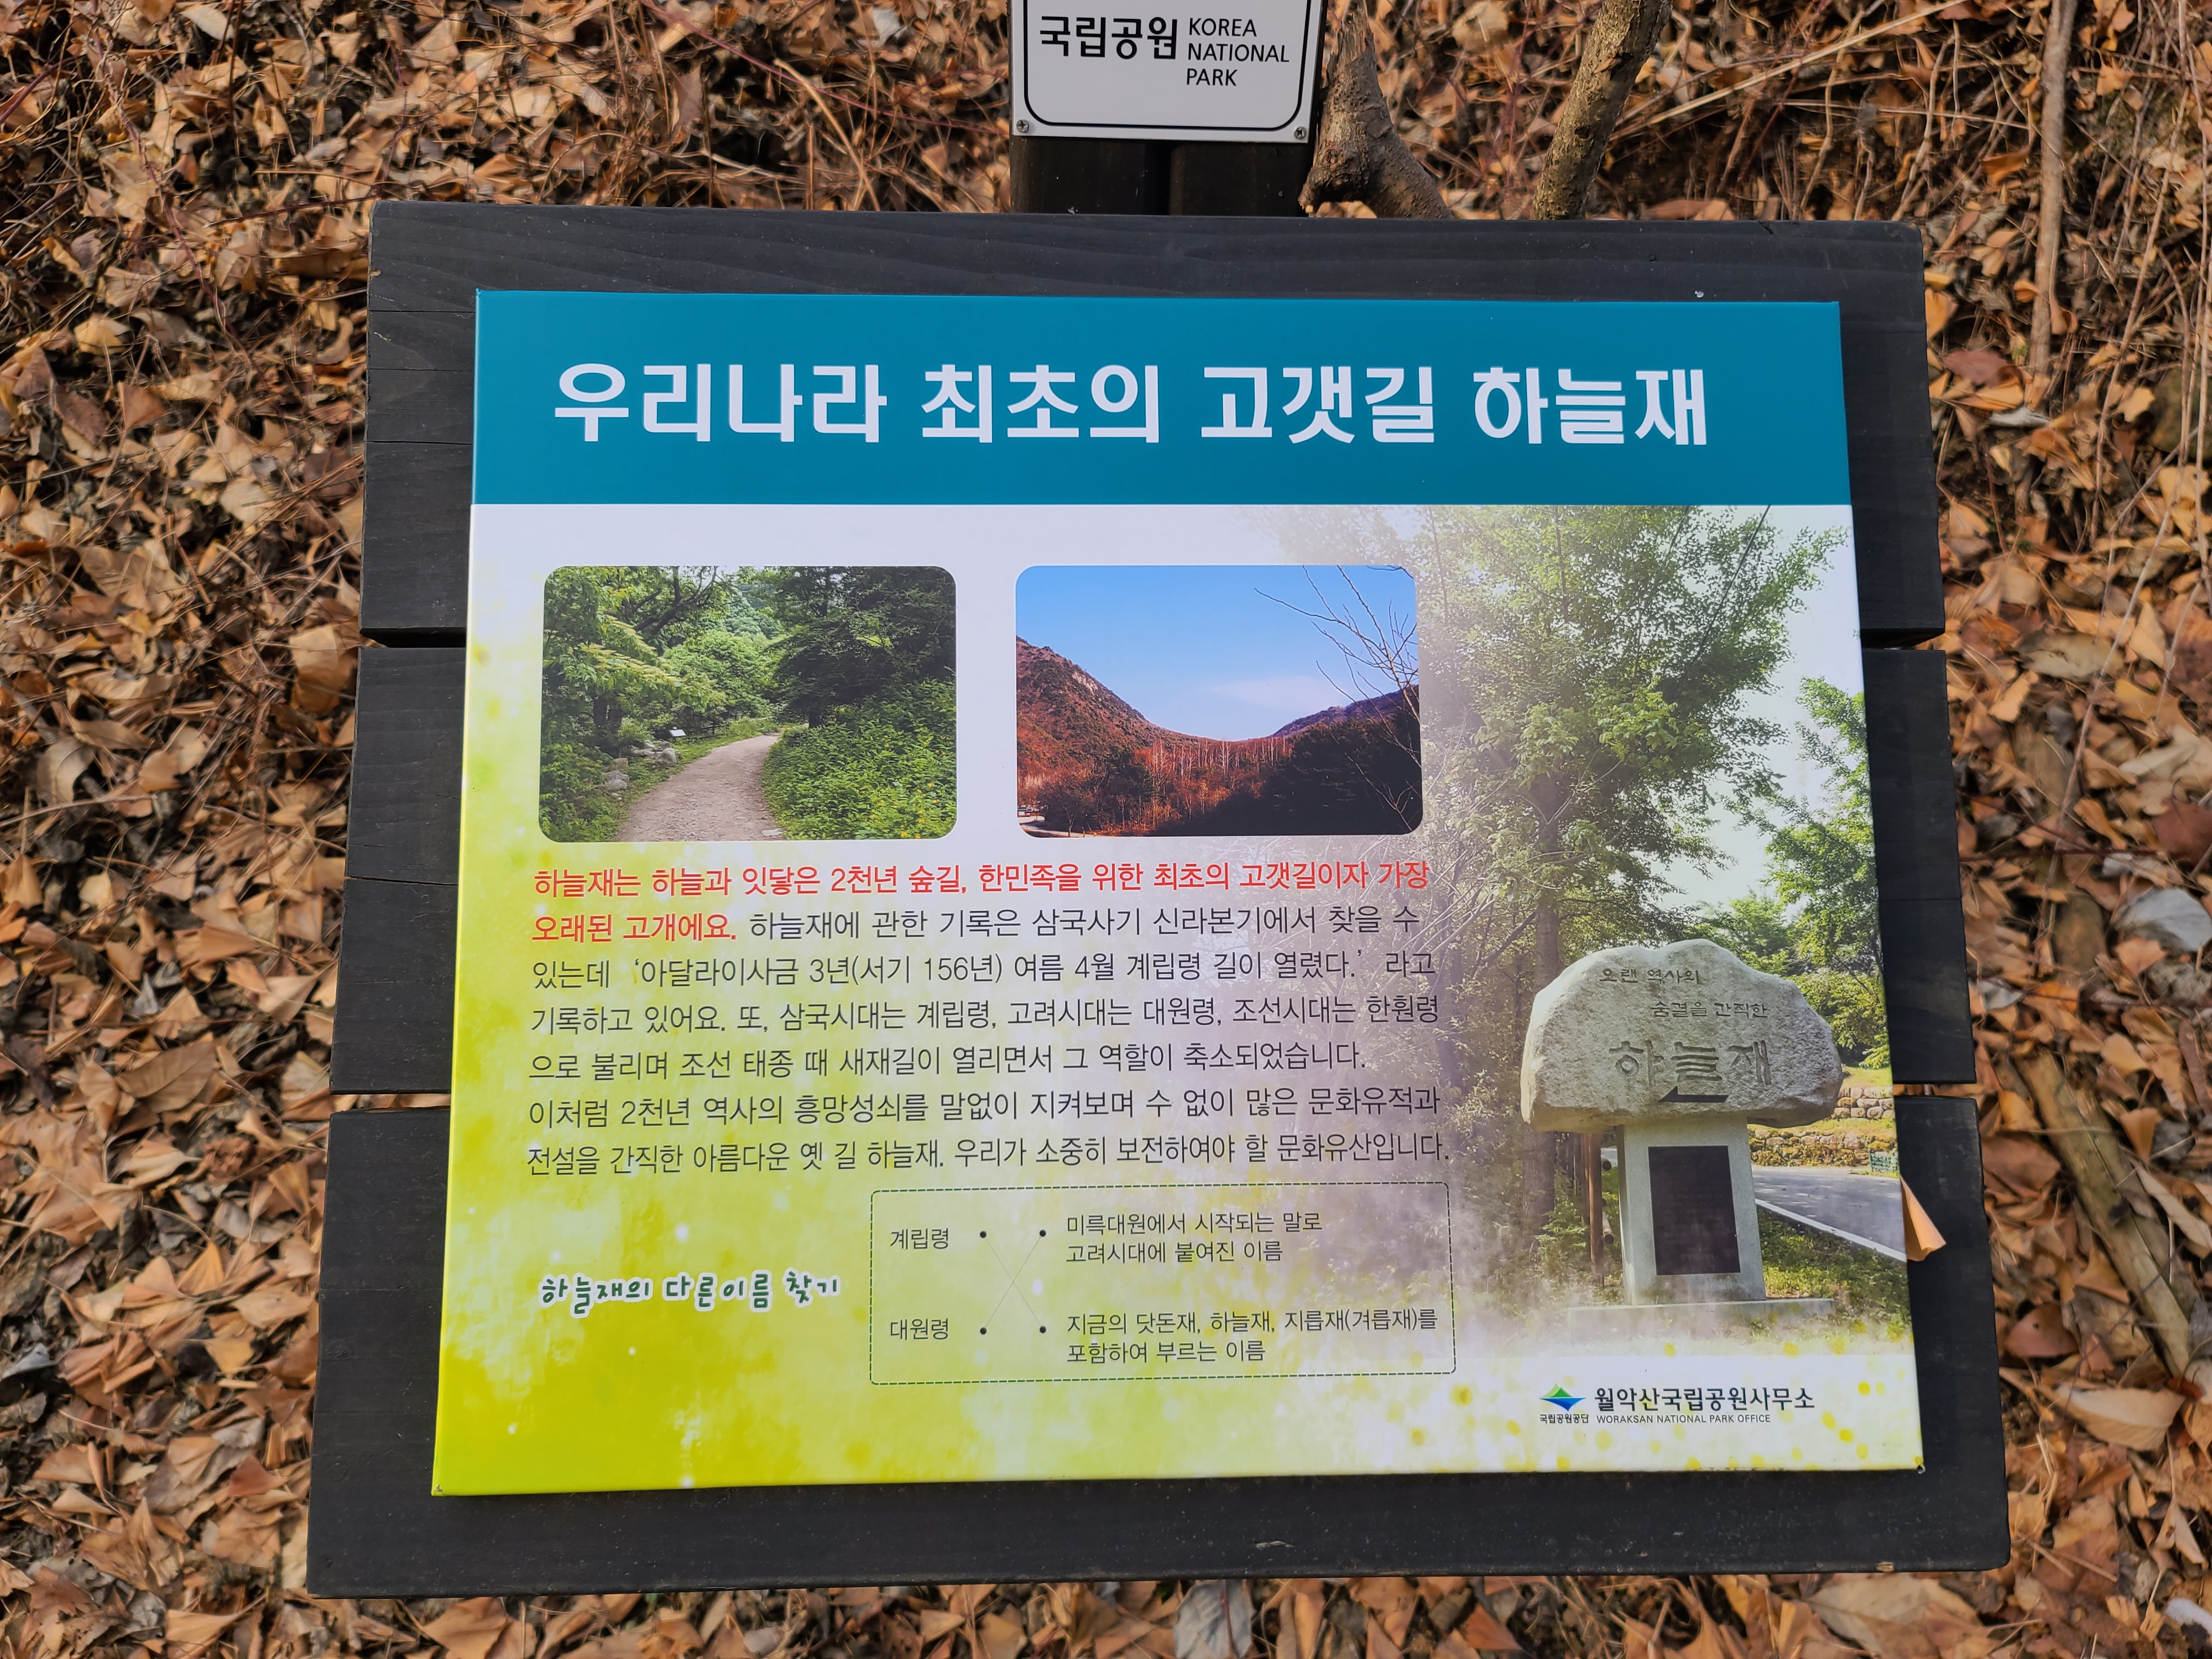 국립공원 KOREA
NATIONAL
PARK
우리나라 최초의 고갯길 하늘재
하늘재는 하늘과 잇닿은 2천년 숲길, 한민족을 위한 최초의 고갯길이자 가장
오래된 고개에요. 하늘재에 관한 기록은 삼국사기 신라본기에서 찾을 수
있는데 ‘아달라이사금 3년(서기 156년) 여름 4월 계립령 길이 열렸다.’ 라고
기록하고 있어요. 또, 삼국시대는 계립령, 고려시대는 대원령, 조선시대는 한훤령
으로 불리며 조선 태종 때 새재길이 열리면서 그 역할이 축소되었습니다.
이처럼 2천년 역사의 흥망성쇠를 말없이 지켜보며 수 없이 많은 문화유적과
전설을 간직한 아름다운 옛 길 하늘재. 우리가 소중히 보전하여야 할 문화유산입니다.
오랜 역사의
숨결을 간직한
하늘재
하늘재의 다른이름 찾기
계립령 • • 미륵대원에서 시작되는 말로
고려시대에 붙여진 이름
대원령 • • 지금의 닷돈재, 하늘재, 지릅재(겨릅재)를
포함하여 부르는 이름
국립공원공단 월악산국립공원사무소
WORAKSAN NATIONAL PARK OFFICE